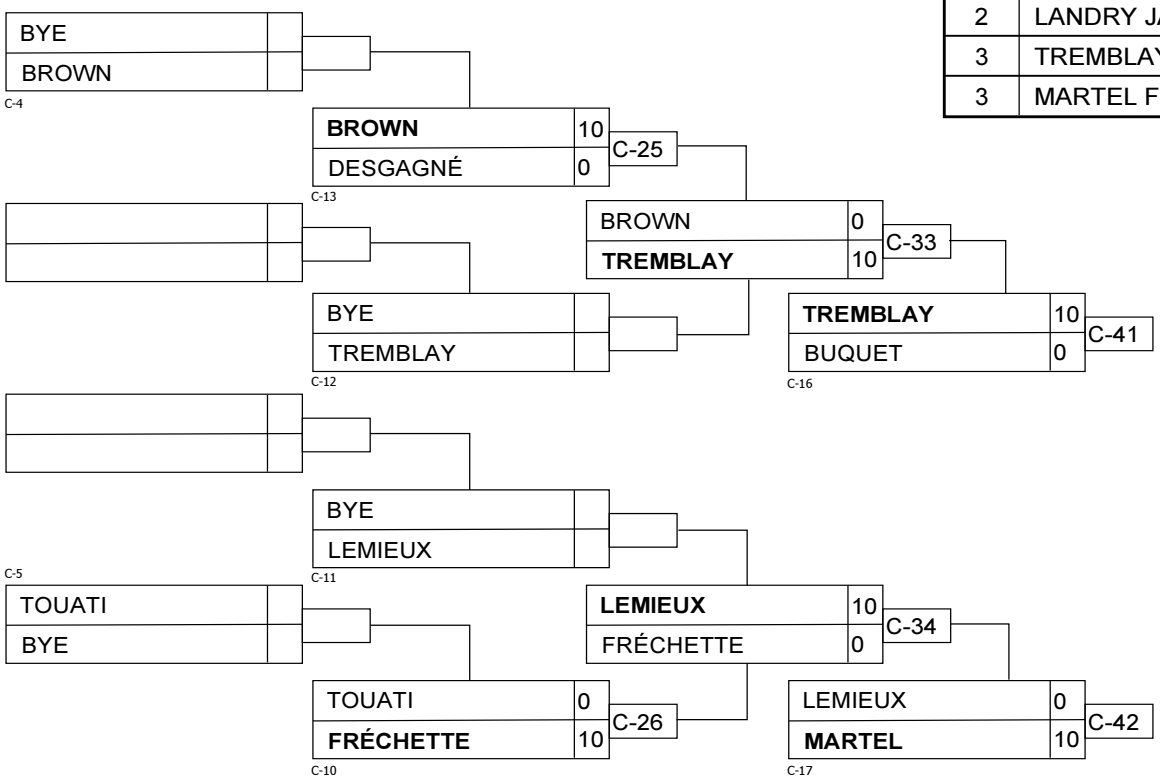 2 LANDRY JA
3 TREMBLAY
3 MARTEL F
BYE
BROWN
C-4
BROWN 10
DESGAGNÉ 0
C-25
C-13
BROWN 0
TREMBLAY 10
C-33
BYE
TREMBLAY
C-12
TREMBLAY 10
BUQUET 0
C-41
C-16
BYE
LEMIEUX
C-11
C-5
TOUATI
BYE
LEMIEUX 10
FRÉCHETTE 0
C-34
TOUATI 0
FRÉCHETTE 10
C-26
C-10
LEMIEUX 0
MARTEL 10
C-42
C-17